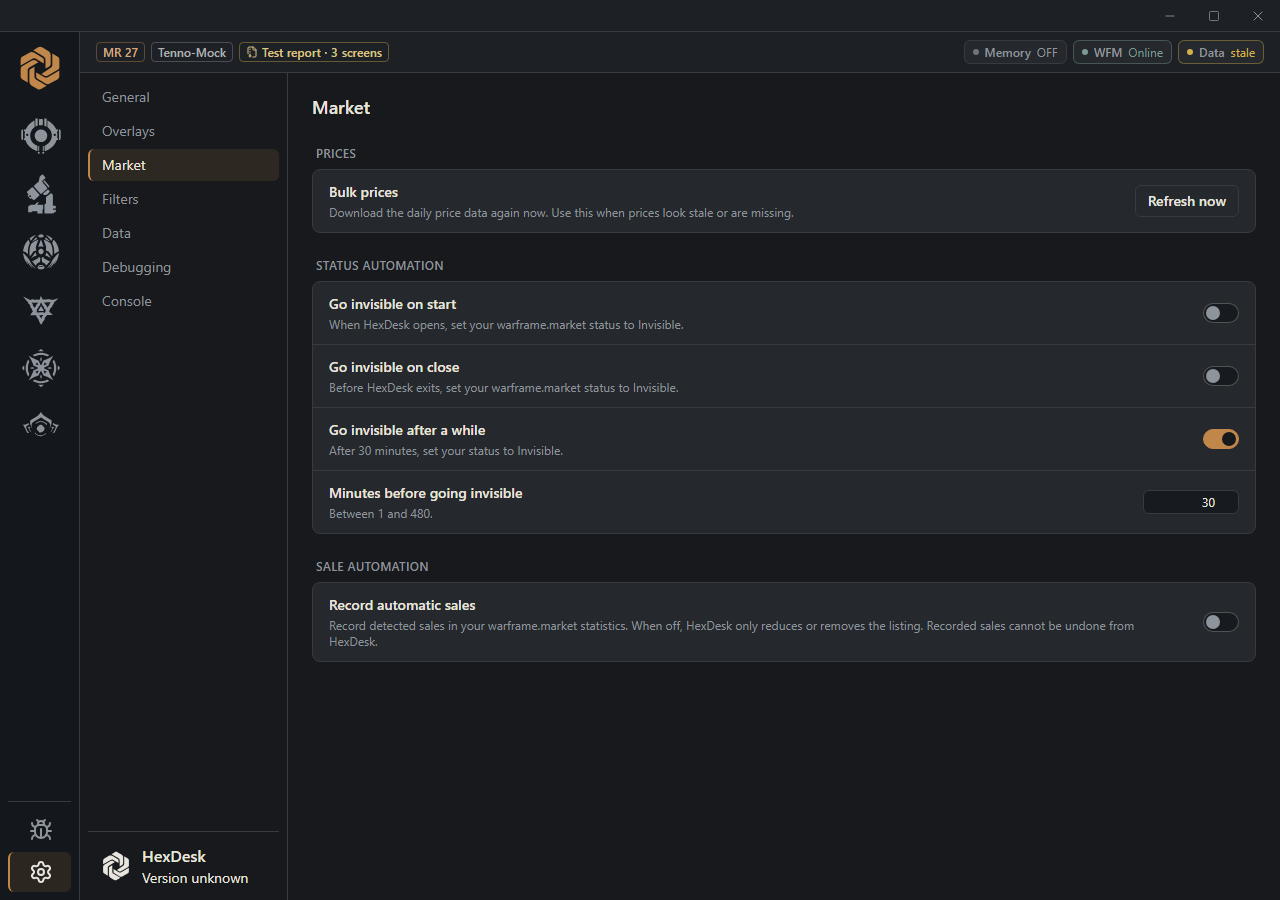 MR 27
Tenno-Mock
Test report · 3 screens
Memory OFF
WFM Online
Data stale
General
Overlays
Market
Filters
Data
Debugging
Console
HexDesk
Version unknown
Market
PRICES
Bulk prices
Download the daily price data again now. Use this when prices look stale or are missing.
Refresh now
STATUS AUTOMATION
Go invisible on start
When HexDesk opens, set your warframe.market status to Invisible.
Go invisible on close
Before HexDesk exits, set your warframe.market status to Invisible.
Go invisible after a while
After 30 minutes, set your status to Invisible.
Minutes before going invisible
Between 1 and 480.
30
SALE AUTOMATION
Record automatic sales
Record detected sales in your warframe.market statistics. When off, HexDesk only reduces or removes the listing. Recorded sales cannot be undone from
HexDesk.